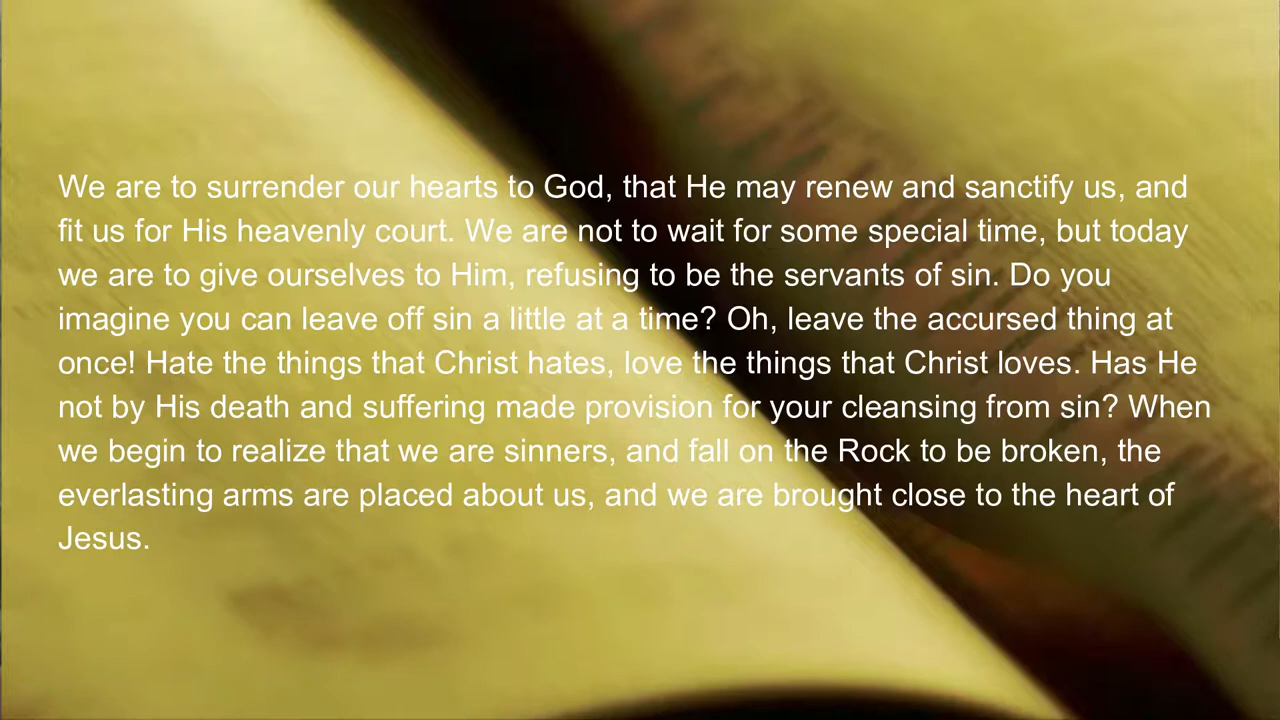 We are to surrender our hearts to God, that He may renew and sanctify us, and
fit us for His heavenly court. We are not to wait for some special time, but today
we are to give ourselves to Him, refusing to be the servants of sin. Do you
imagine you can leave off sin a little at a time? Oh, leave the accursed thing at
once! Hate the things that Christ hates, love the things that Christ loves. Has He
not by His death and suffering made provision for your cleansing from sin? When
we begin to realize that we are sinners, and fall on the Rock to be broken, the
everlasting arms are placed about us, and we are brought close to the heart of
Jesus.